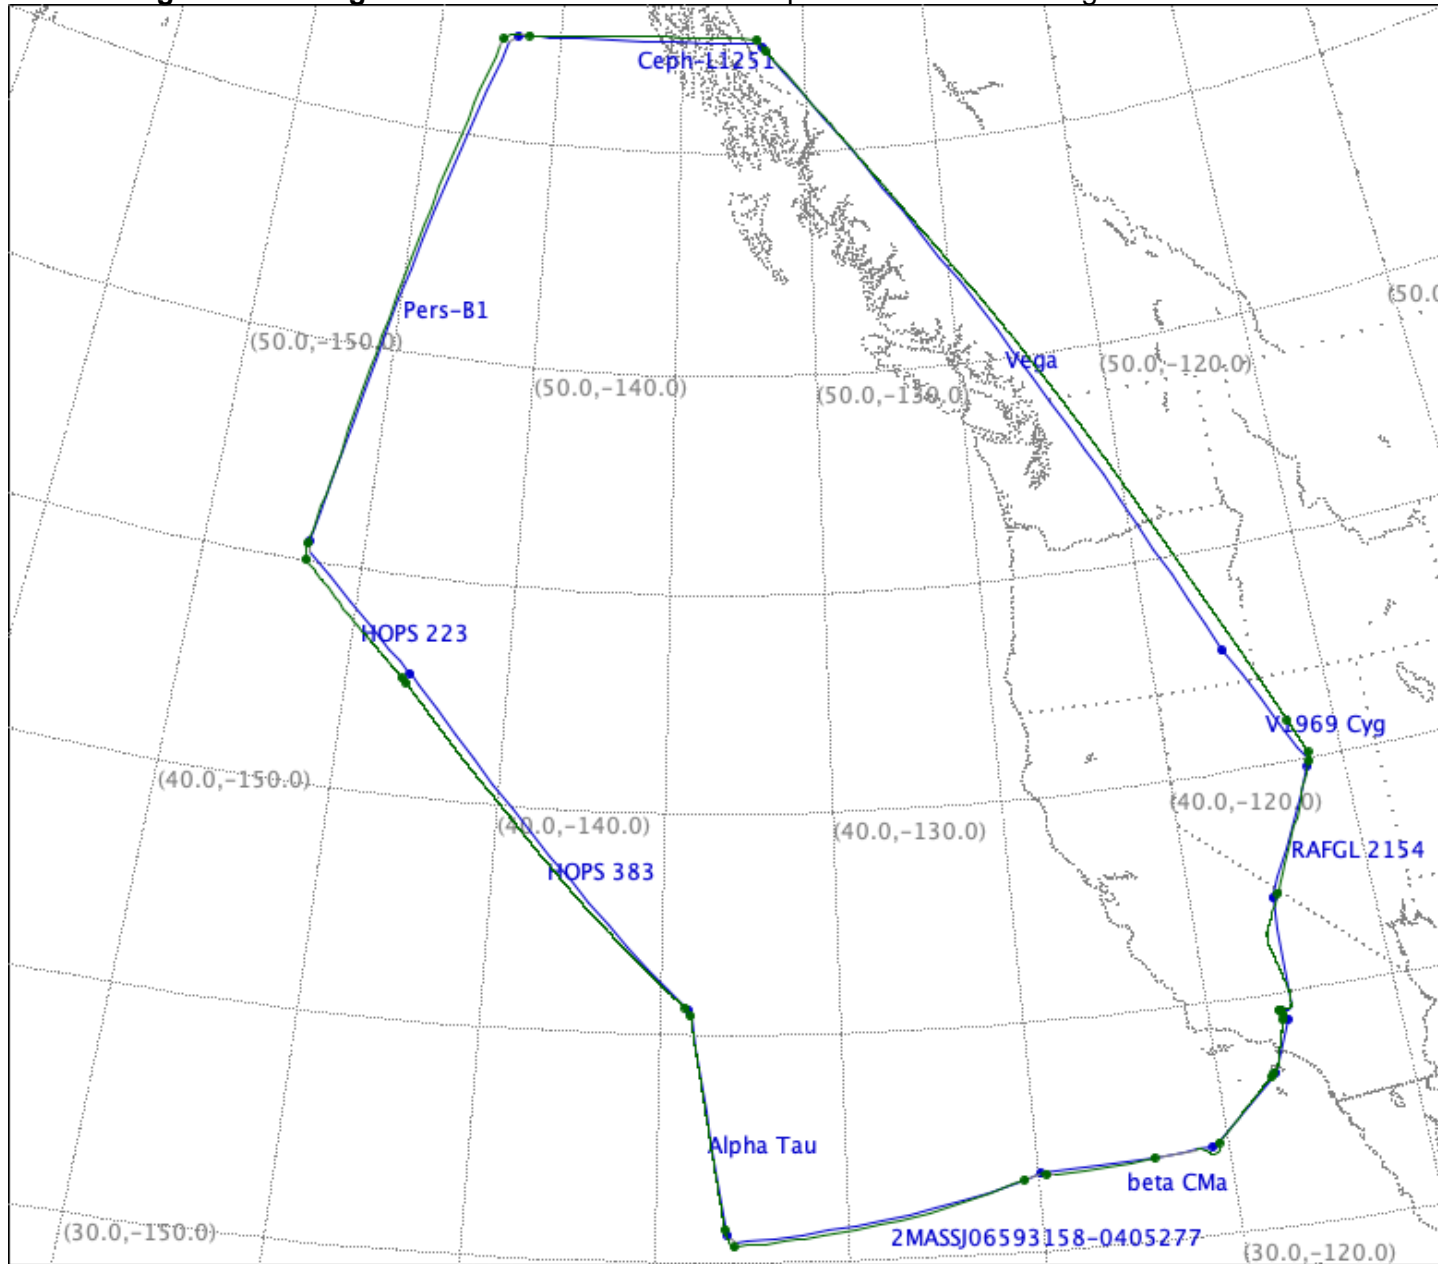 Ceph-L1251
(50.0,
Pers-B1
(50.0,-150.0)
Vega
(50.0,-120.0)
(50.0,-140.0)
(50.0,-130.0)
HOPS 223
V1969 Cyg
(40.0,-150.0)
(40.0,-120.0)
(40.0,-140.0)
(40.0,-130.0)
RAFGL 2154
HOPS 383
Alpha Tau
beta CMa
(30.0,-150.0)
2MASSJ06593158-0405277
(30.0,-120.0)